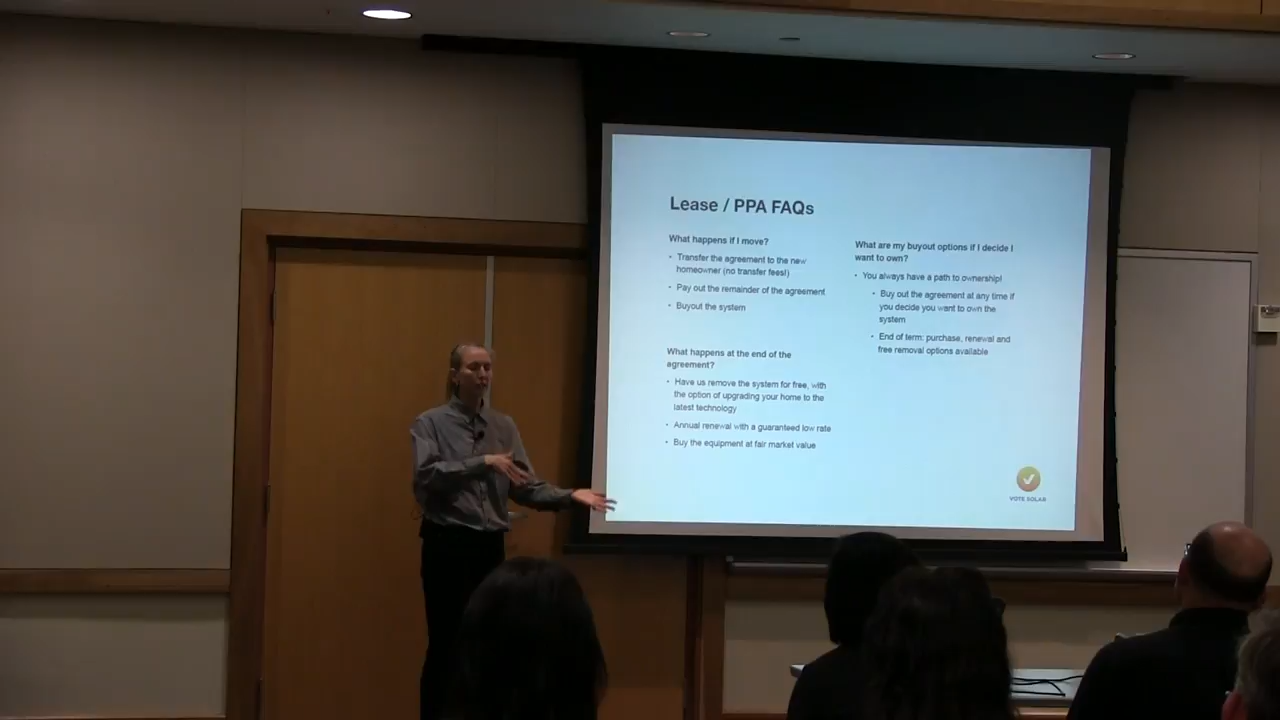 Lease / PPA FAQs
What happens if I move?
• Transfer the agreement to the new
homeowner (no transfer fees!)
• Pay out the remainder of the agreement
• Buyout the system
What happens at the end of the
agreement?
• Have us remove the system for free, with
the option of upgrading your home to the
latest technology
• Annual renewal with a guaranteed low rate
• Buy the equipment at fair market value
What are my buyout options if I decide I
want to own?
• You always have a path to ownership!
• Buy out the agreement at any time if
you decide you want to own the
system
• End of term: purchase, renewal and
free removal options available
VOTE SOLAR